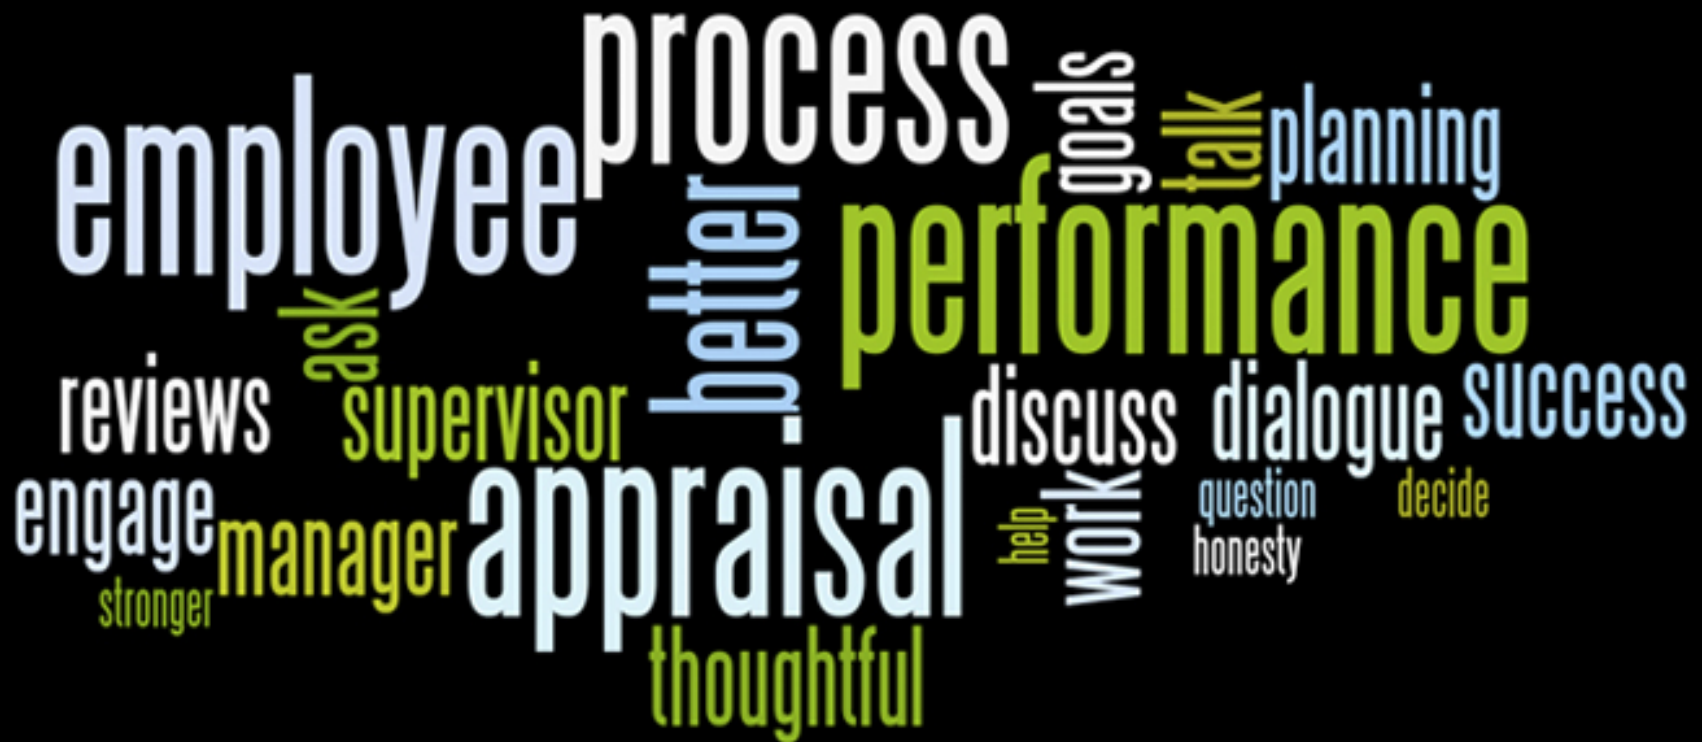 process
goals
talk
planning
employee
better
performance
ask
reviews
supervisor
discuss
dialogue
success
engage
manager
appraisal
help
work
question
decide
honesty
stronger
thoughtful